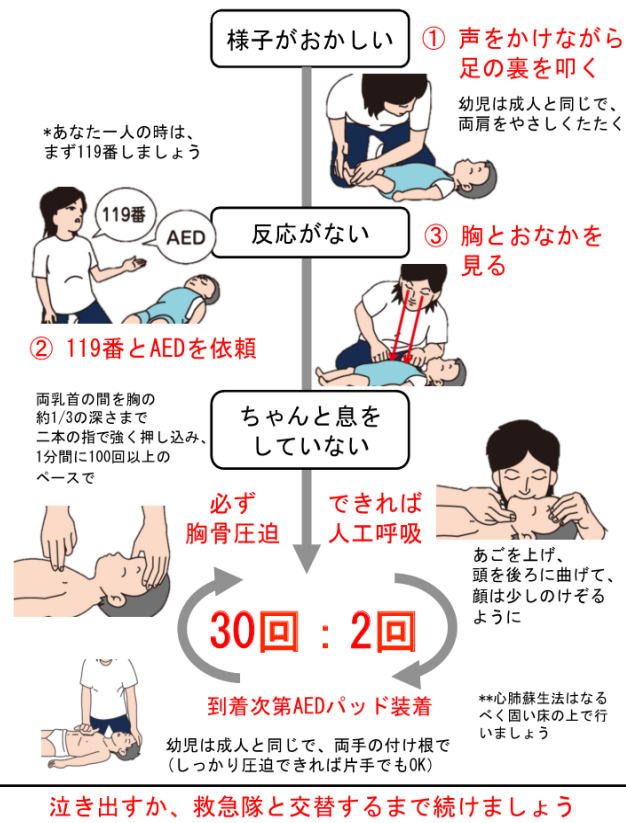 様子がおかしい
① 声をかけながら
足の裏を叩く
幼児は成人と同じで、
両肩をやさしくたたく
*あなた一人の時は、
まず119番しましょう
119番
AED
反応がない
② 119番とAEDを依頼
③ 胸とおなかを
見る
ちゃんと息を
していない
両乳首の間を胸の
約1/3の深さまで
二本の指で強く押し込み、
1分間に100回以上の
ペースで
必ず
胸骨圧迫
できれば
人工呼吸
あごを上げ、
頭を後ろに曲げて、
顔は少しのけぞる
ように
30回：2回
到着次第AEDパッド装着
幼児は成人と同じで、両手の付け根で
(しっかり圧迫できれば片手でもOK)
**心肺蘇生法はなる
べく固い床の上で行
いましょう
泣き出すか、救急隊と交替するまで続けましょう